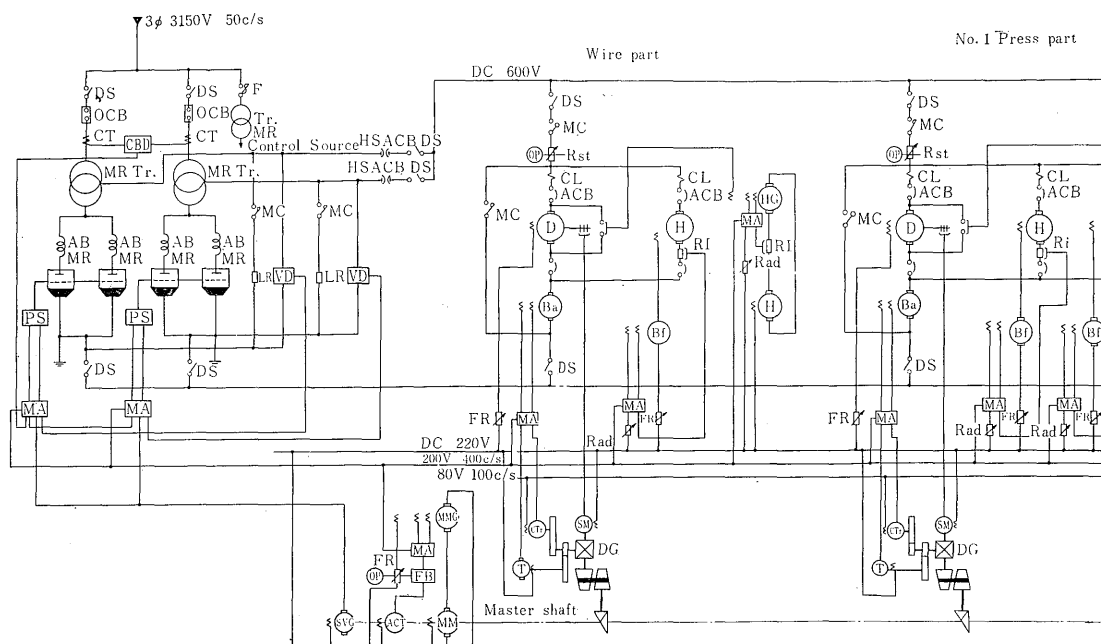 3φ 3150V 50c/s
Wire part
No. 1 Press part
DC 600V
DS DS F DS DS
OCB OCB Tr. MC MC
CT CBD CT MR
Control Source HSACB DS OP Rst OP Rst
MR Tr. MR Tr. HSACB DS CL CL CL CL
ACB ACB ACB ACB
MC MC MC HG MC
MA
AB AB AB AB D H RI D H
MR MR MR MR RI Rad Ri
LR VD LR VD
Ba H Ba
PS PS Bf Bf Bf
DS DS DS DS
MA MA FR MA MA FR FR MA MA FR MA FR
Rad Rad Rad
DC 220V
200V 400c/s
80V 100c/s
MMG CTr SM CTr SM
MA DG DG
FR
OP FB T T
Master shaft
SVG ACT MM